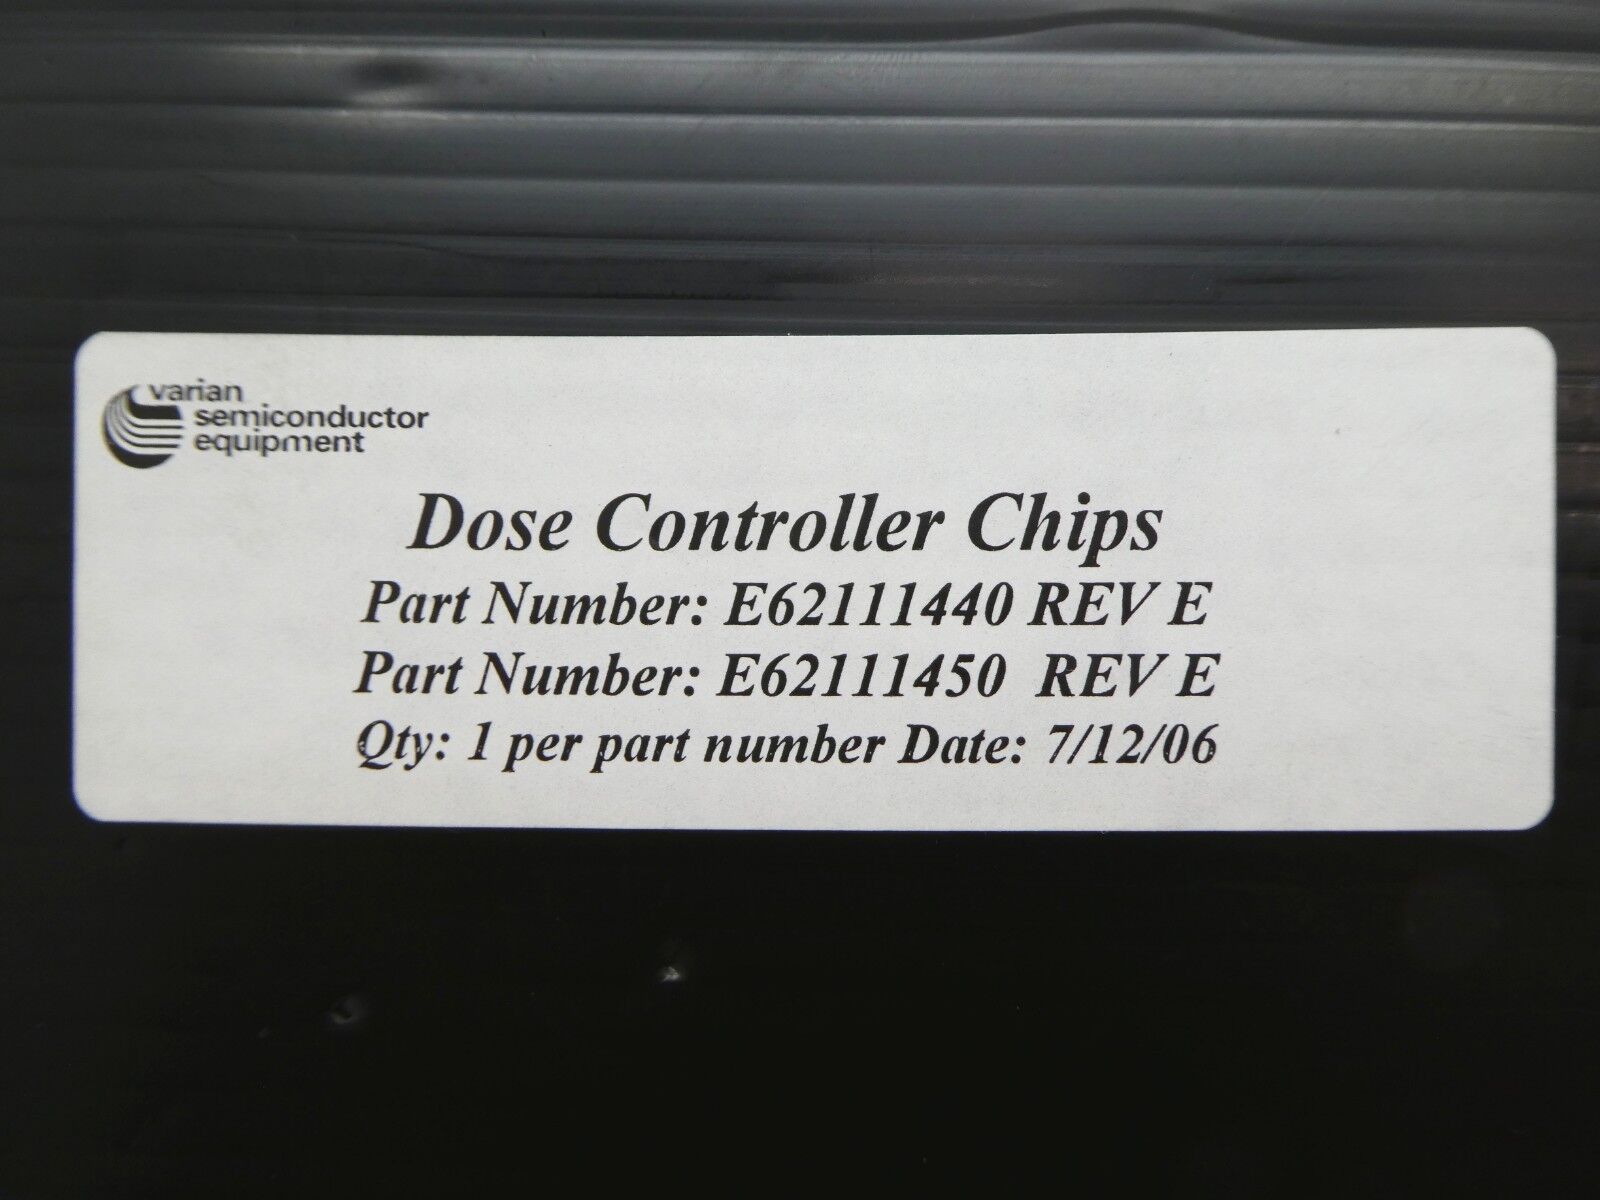 varian
semiconductor
equipment
Dose Controller Chips
Part Number: E62111440 REV E
Part Number: E62111450 REV E
Qty: 1 per part number Date: 7/12/06